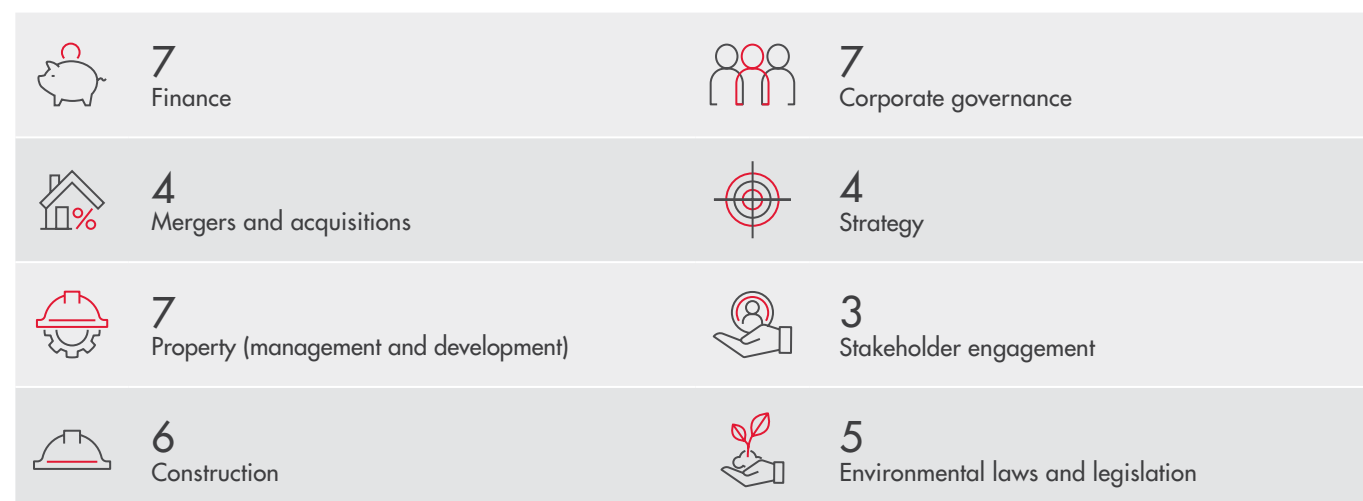 7
Finance
7
Corporate governance
4
Mergers and acquisitions
%
4
Strategy
7
Property (management and development)
3
Stakeholder engagement
6
Construction
5
Environmental laws and legislation